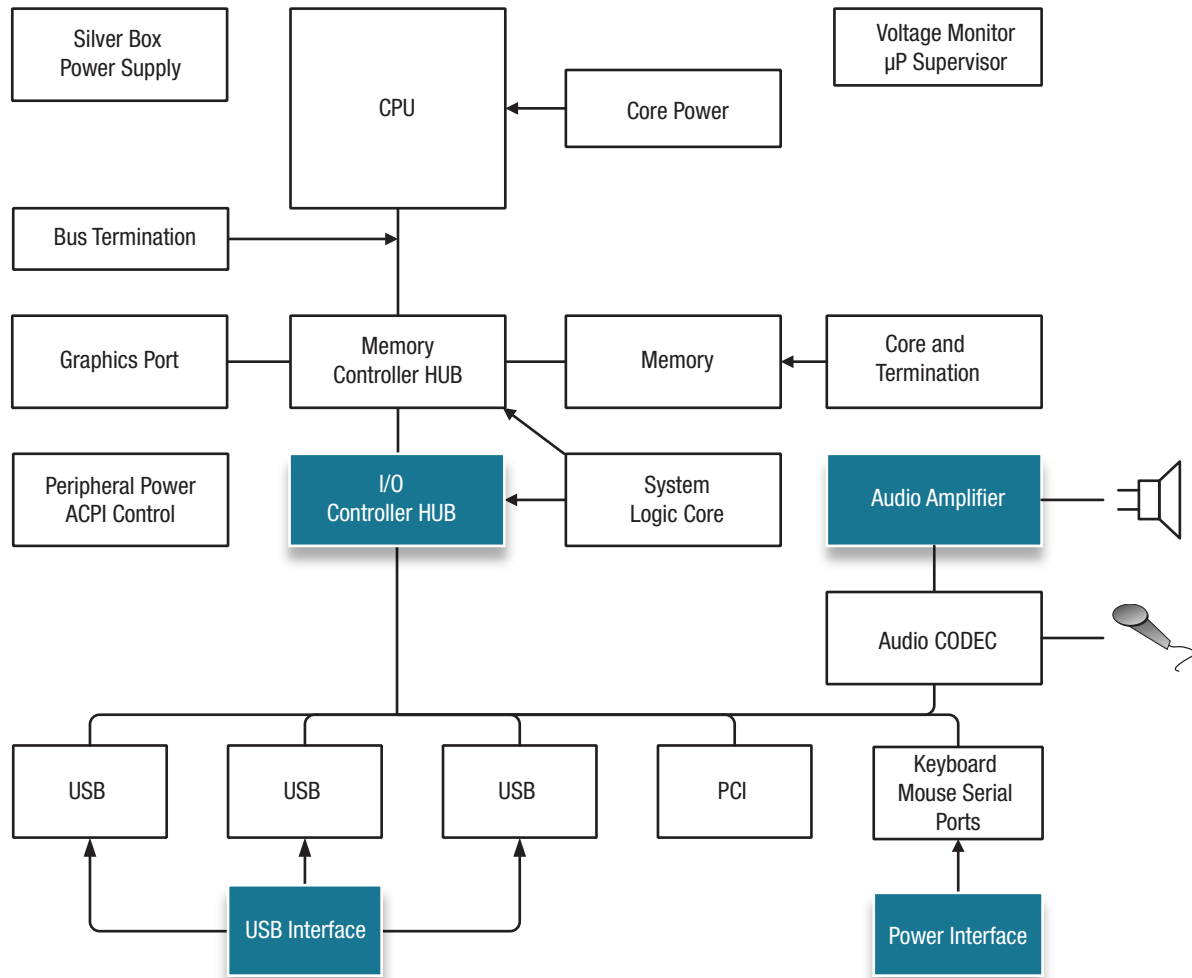 Silver Box
Power Supply
CPU
Core Power
Voltage Monitor
µP Supervisor
Bus Termination
Graphics Port
Memory
Controller HUB
Memory
Core and
Termination
Peripheral Power
ACPI Control
I/O
Controller HUB
System
Logic Core
Audio Amplifier
Audio CODEC
USB
USB
USB
PCI
Keyboard
Mouse Serial
Ports
USB Interface
Power Interface